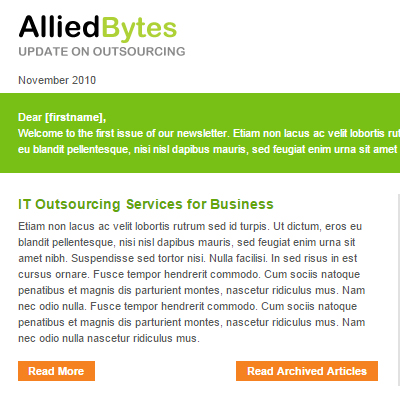 AlliedBytes
UPDATE ON OUTSOURCING
November 2010
Dear [firstname],
Welcome to the first issue of our newsletter. Etiam non lacus ac velit lobortis rut
eu blandit pellentesque, nisi nisl dapibus mauris, sed feugiat enim urna sit amet
IT Outsourcing Services for Business
Etiam non lacus ac velit lobortis rutrum sed id turpis. Ut dictum, eros eu
blandit pellentesque, nisi nisl dapibus mauris, sed feugiat enim urna sit
amet nibh. Suspendisse sed tortor nisi. Nulla facilisi. In sed risus in est
cursus ornare. Fusce tempor hendrerit commodo. Cum sociis natoque
penatibus et magnis dis parturient montes, nascetur ridiculus mus. Nam
nec odio nulla. Fusce tempor hendrerit commodo. Cum sociis natoque
penatibus et magnis dis parturient montes, nascetur ridiculus mus. Nam
nec odio nulla nascetur ridiculus mus.
Read More
Read Archived Articles